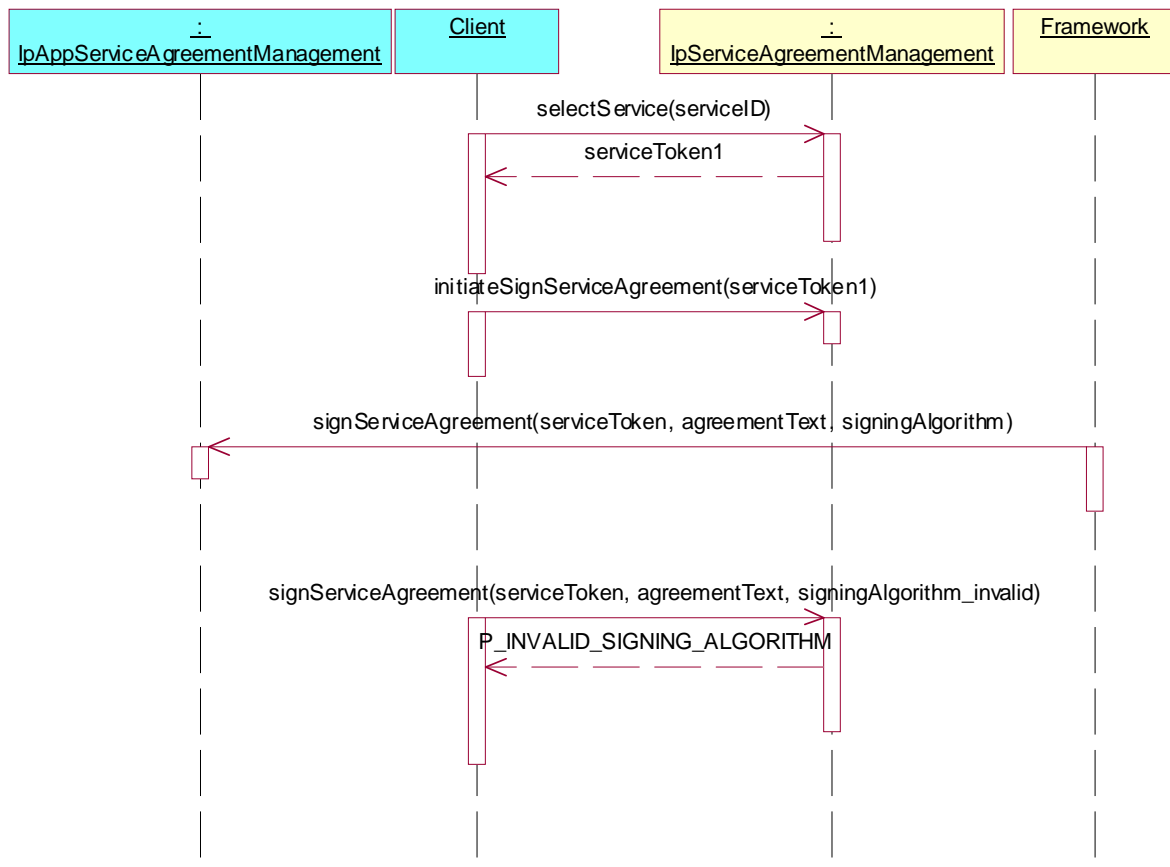 :
IpAppServiceAgreementManagement
Client
:
IpServiceAgreementManagement
Framework
selectService(serviceID)
serviceToken1
initiateSignServiceAgreement(serviceToken1)
signServiceAgreement(serviceToken, agreementText, signingAlgorithm)
signServiceAgreement(serviceToken, agreementText, signingAlgorithm_invalid)
P_INVALID_SIGNING_ALGORITHM